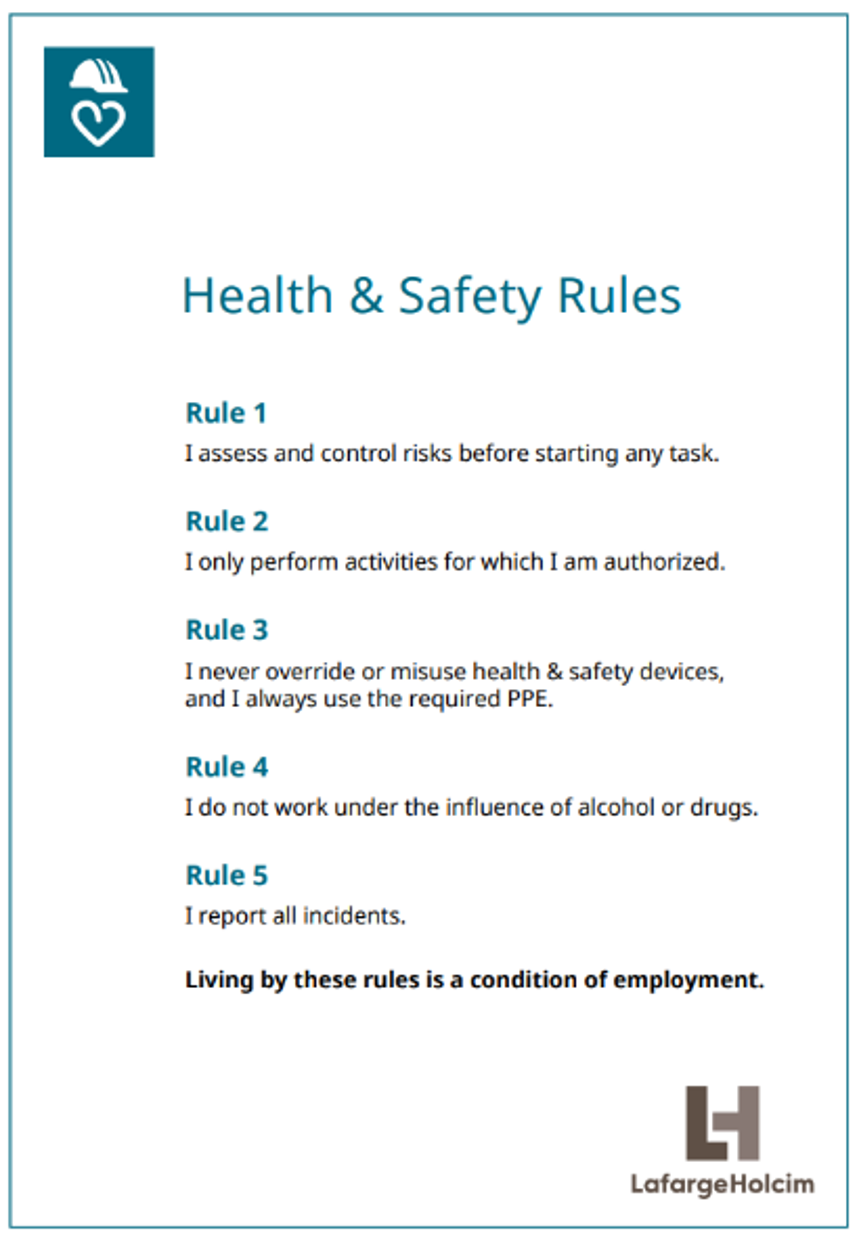 Health & Safety Rules
Rule 1
I assess and control risks before starting any task.
Rule 2
I only perform activities for which I am authorized.
Rule 3
I never override or misuse health & safety devices,
and I always use the required PPE.
Rule 4
I do not work under the influence of alcohol or drugs.
Rule 5
I report all incidents.
Living by these rules is a condition of employment.
LH
LafargeHolcim